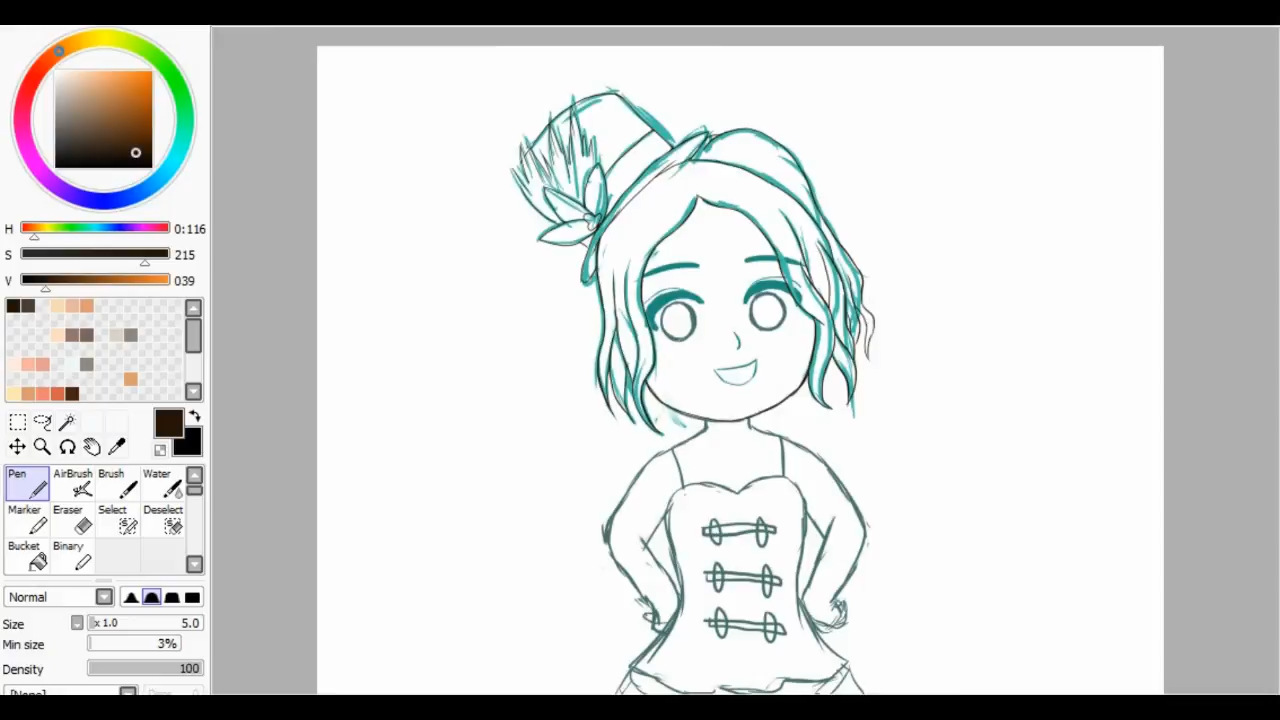 H 0:116
S 215
V 039
Pen AirBrush Brush Water
Marker Eraser Select Deselect
Bucket Binary
Normal
Size x 1.0 5.0
Min size 3%
Density 100